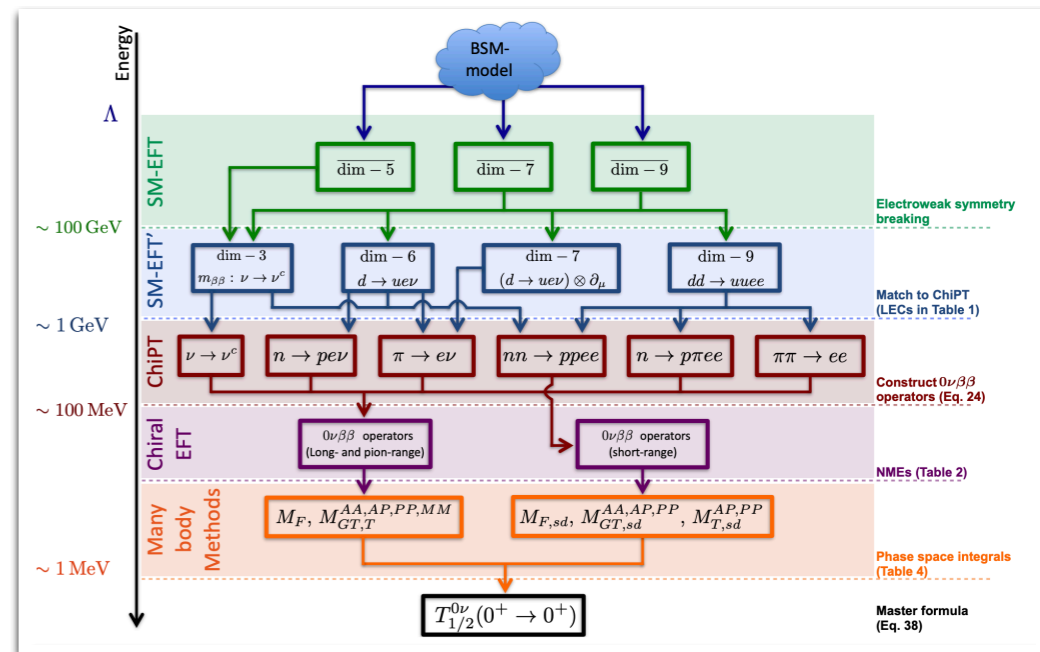 Energy
BSM-
model
Λ
SM-EFT
dim − 5
dim − 7
dim − 9
Electroweak symmetry
breaking
∼ 100 GeV
SM-EFT'
dim − 3
m_{ββ} : ν → ν^c
dim − 6
d → ueν
dim − 7
(d → ueν) ⊗ ∂_μ
dim − 9
dd → uuee
Match to ChiPT
(LECs in Table 1)
∼ 1 GeV
ChiPT
ν → ν^c
n → peν
π → eν
nn → ppee
n → pπee
ππ → ee
Construct 0νββ
operators (Eq. 24)
∼ 100 MeV
Chiral
EFT
0νββ operators
(Long- and pion-range)
0νββ operators
(short-range)
NMEs (Table 2)
Many
body
Methods
M_F, M_{GT,T}^{AA,AP,PP,MM}
M_{F,sd}, M_{GT,sd}^{AA,AP,PP}, M_{T,sd}^{AP,PP}
Phase space integrals
(Table 4)
∼ 1 MeV
T_{1/2}^{0ν}(0^+ → 0^+)
Master formula
(Eq. 38)